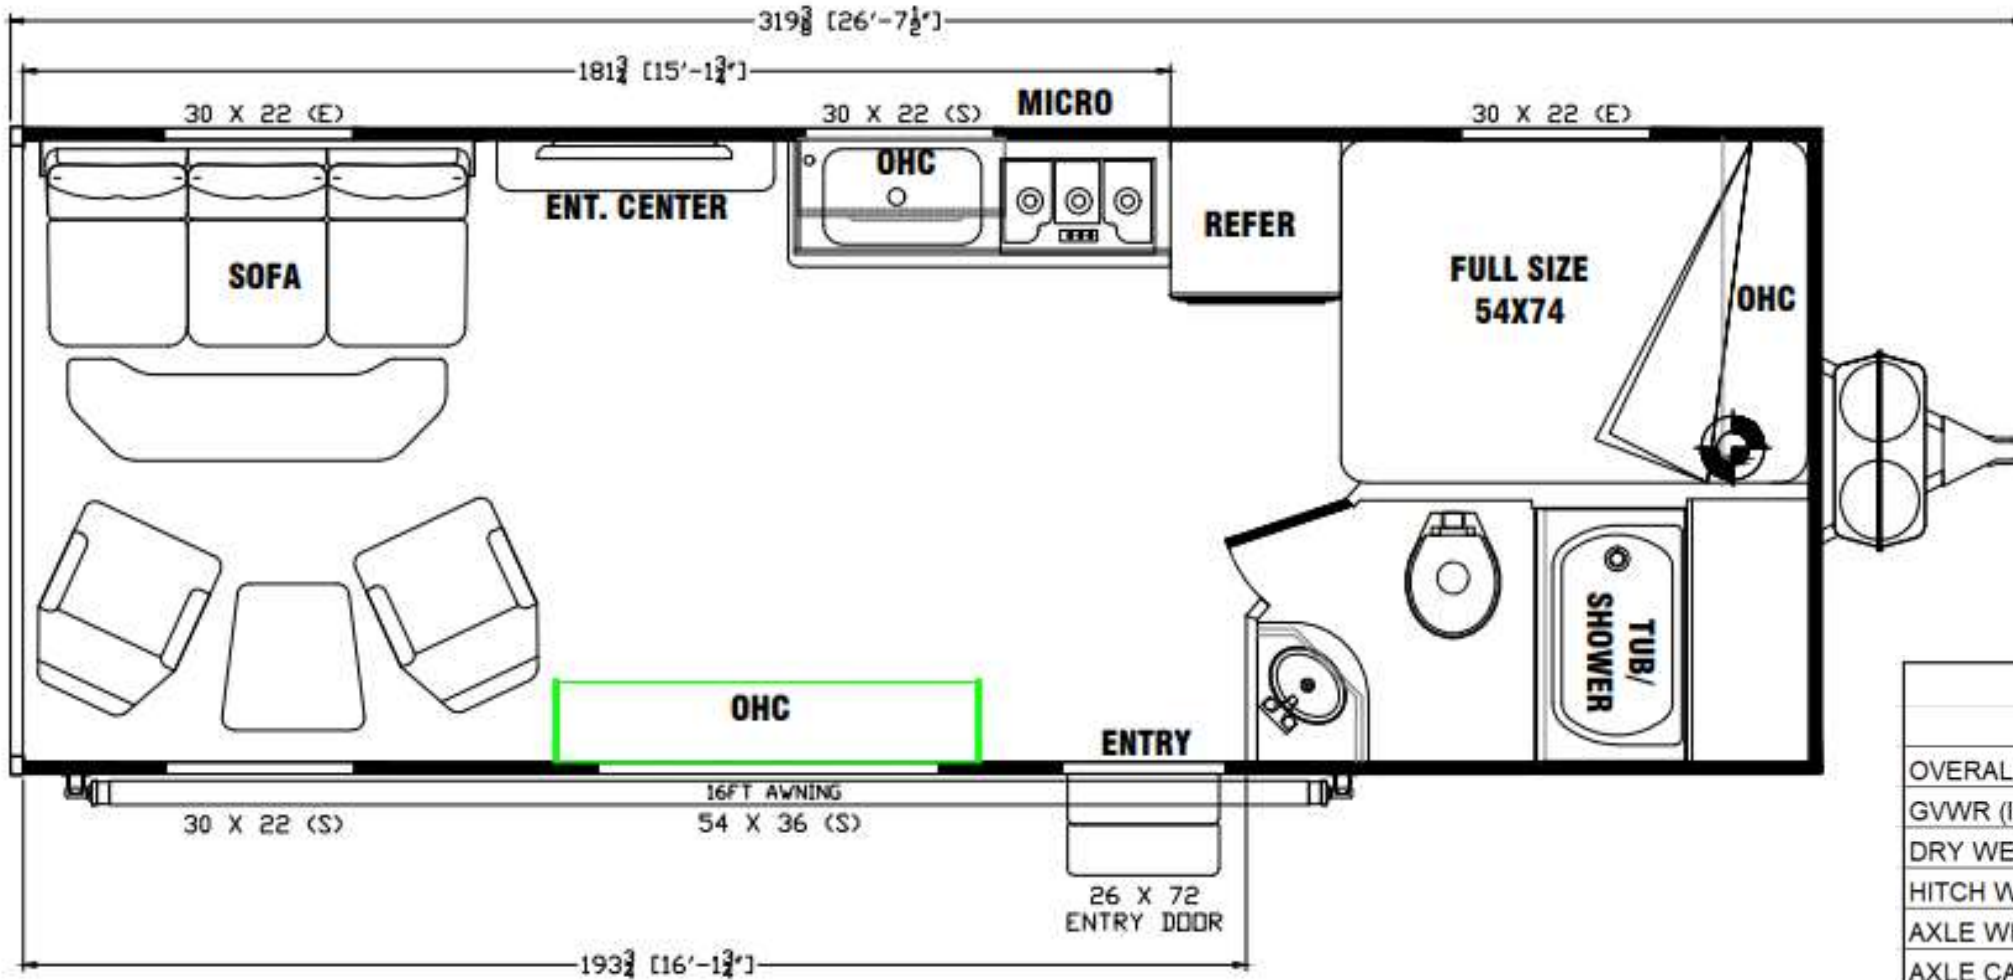 319⅜ [26'-7½"]
181¾ [15'-1¾"]
30 X 22 (E)
30 X 22 (S)
MICRO
30 X 22 (E)
OHC
ENT. CENTER
REFER
SOFA
FULL SIZE
54X74
OHC
TUB/
SHOWER
OHC
ENTRY
16FT AWNING
30 X 22 (S)
54 X 36 (S)
26 X 72
ENTRY DOOR
193¾ [16'-1¾"]
OVERAL
GVWR (I
DRY WE
HITCH W
AXLE W
AXLE CA